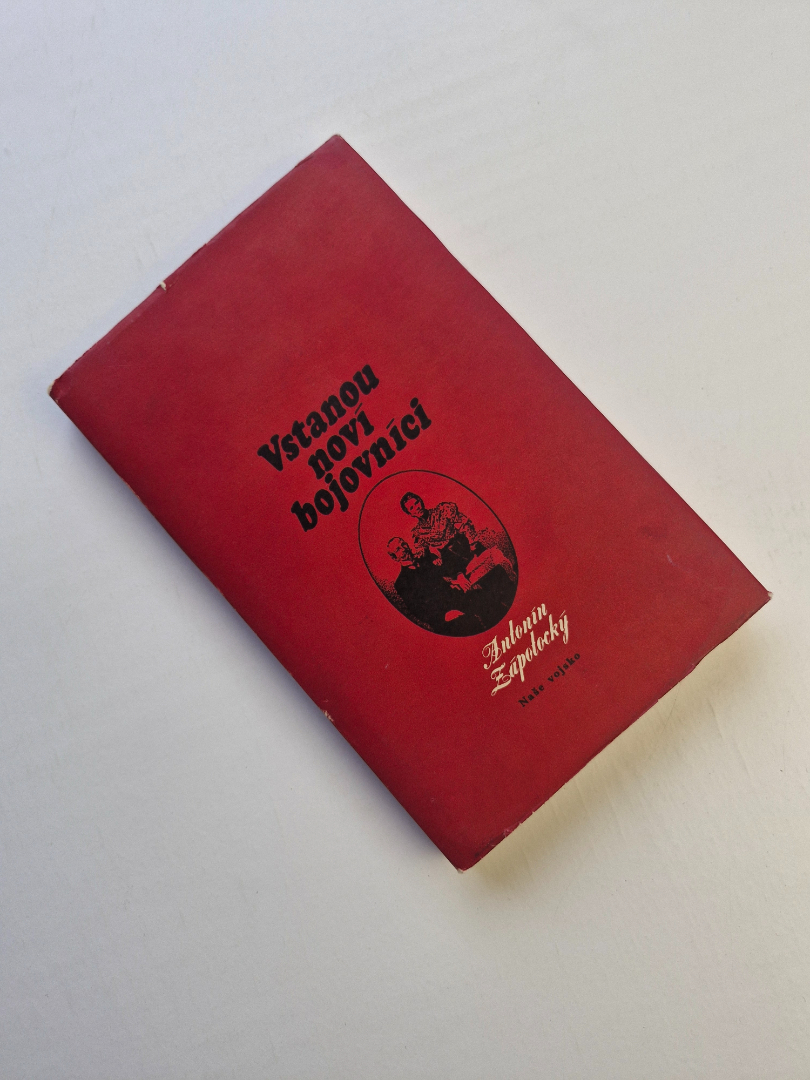 Vstanou
noví
bojovníci
Antonín
Zápotocký
Naše vojsko